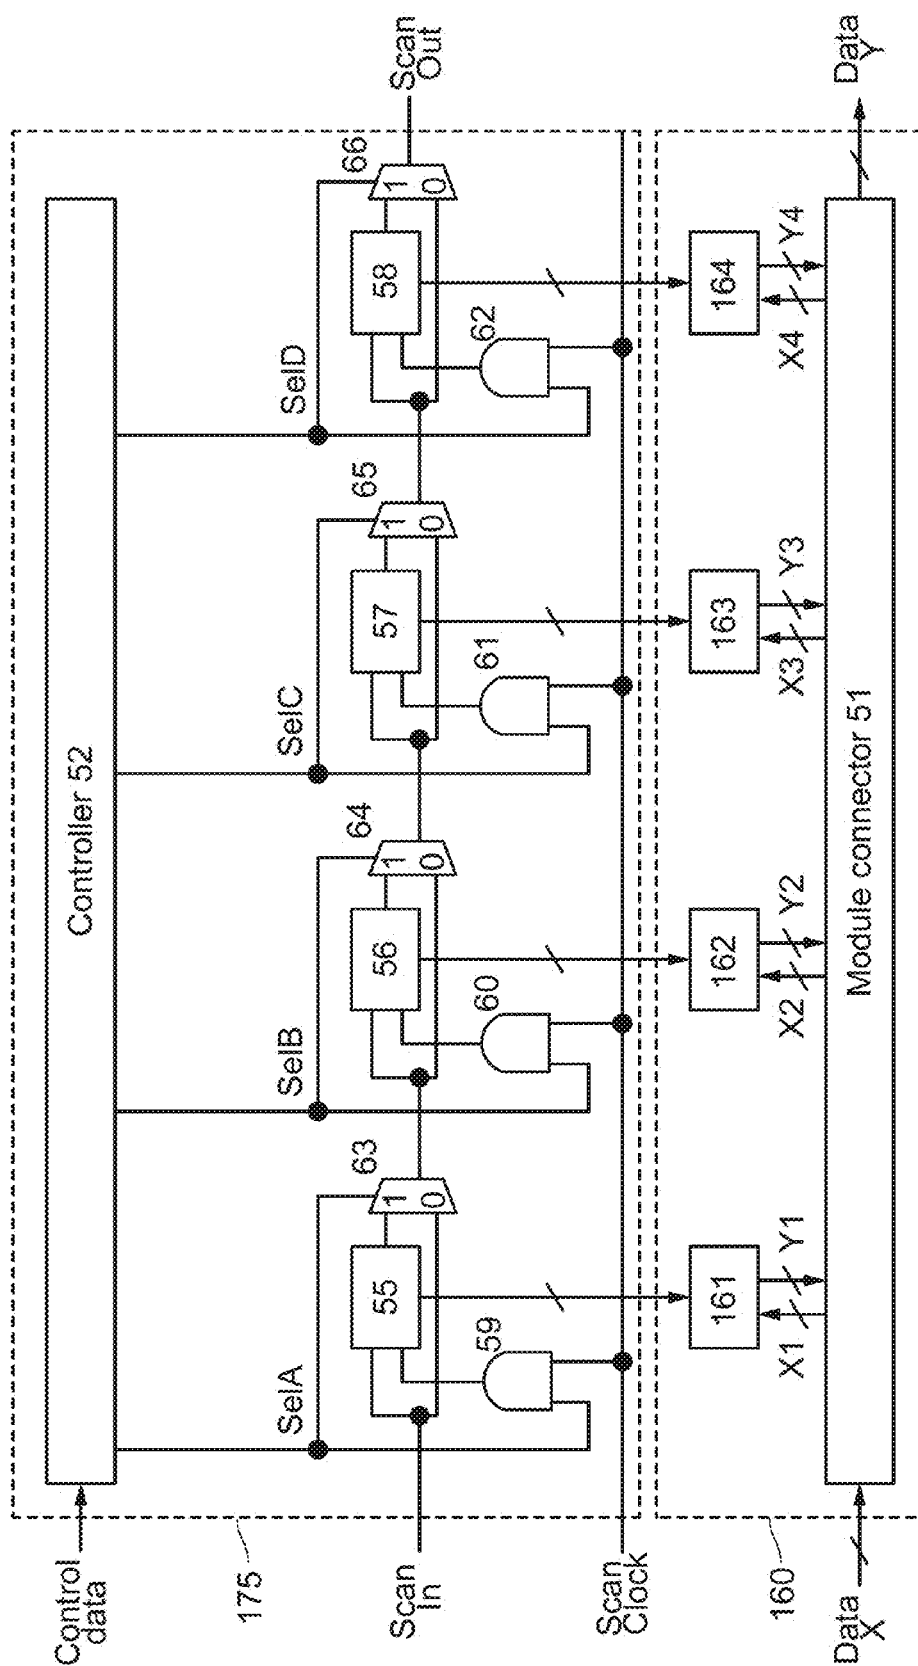 Control
data
Controller 52
175
SelA
SelB
SelC
SelD
Scan
In
55
1
0
63
56
1
0
64
57
1
0
65
58
1
0
66
Scan
Out
59
60
61
62
Scan
Clock
160
161
162
163
164
X1
Y1
X2
Y2
X3
Y3
X4
Y4
Data
X
Module connector 51
Data
Y